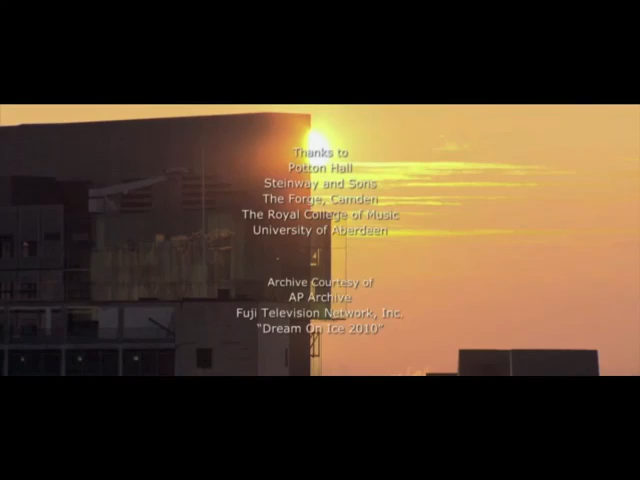 Thanks to
Potton Hall
Steinway and Sons
The Forge, Camden
The Royal College of Music
University of Aberdeen
Archive Courtesy of
AP Archive
Fuji Television Network, Inc.
“Dream On Ice 2010”